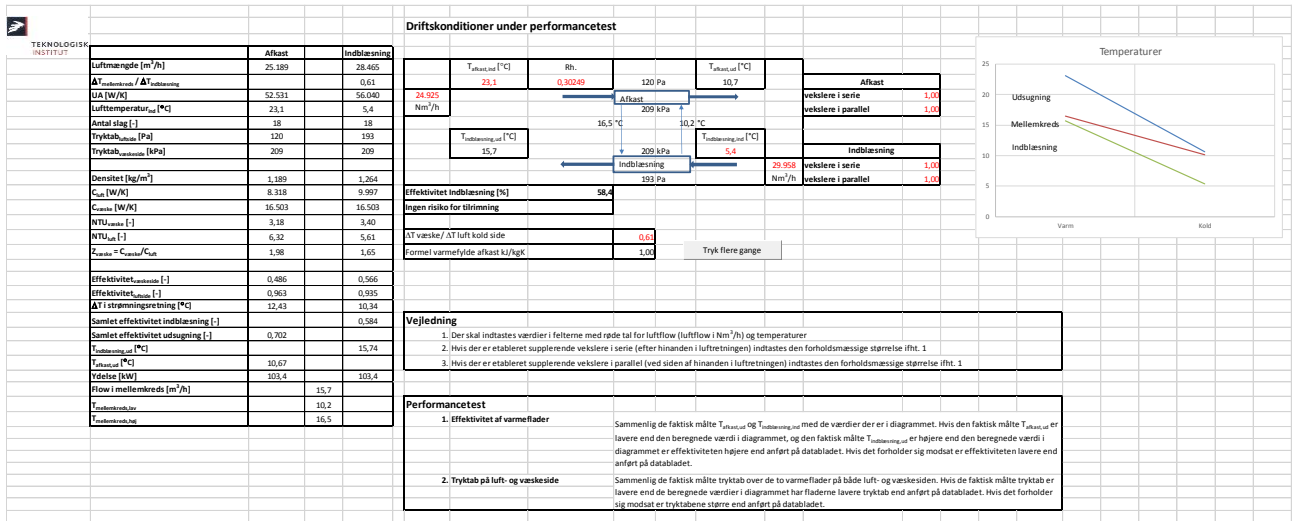 TEKNOLOGISK
INSTITUT
Driftskonditioner under performancetest
Afkast Indblæsning
Luftmængde [m³/h] 25.189 28.465
ΔTmellemkreds / ΔTindblæsning 0,61
UA [W/K] 52.531 56.040
Lufttemperaturind [°C] 23,1 5,4
Antal slag [-] 18 18
Tryktabluftside [Pa] 120 193
Tryktabvæskeside [kPa] 209 209
Densitet [kg/m³] 1,189 1,264
Cluft [W/K] 8.318 9.997
Cvæske [W/K] 16.503 16.503
NTUvæske [-] 3,18 3,40
NTUluft [-] 6,32 5,61
Zvæske = Cvæske/Cluft 1,98 1,65
Effektivitetvæskeside [-] 0,486 0,566
Effektivitetluftside [-] 0,963 0,935
ΔT i strømningsretning [°C] 12,43 10,34
Samlet effektivitet indblæsning [-] 0,584
Samlet effektivitet udsugning [-] 0,702
Tindblæsning,ud [°C] 15,74
Tafkast,ud [°C] 10,67
Ydelse [kW] 103,4 103,4
Flow i mellemkreds [m³/h] 15,7
Tmellemkreds,lav 10,2
Tmellemkreds,høj 16,5
Tafkast,ind [°C] Rh. Tafkast,ud [°C]
23,1 0,30249 120 Pa 10,7
24.925
Nm³/h
Afkast
209 kPa
16,5 °C 10,2 °C
Tindblæsning,ud [°C] Tindblæsning,ind [°C]
15,7 209 kPa 5,4
Indblæsning
29.958
193 Pa Nm³/h
Effektivitet Indblæsning [%] 58,4
Ingen risiko for tilrimning
ΔT væske/ ΔT luft kold side 0,61
Formel varmefylde afkast kJ/kgK 1,00
Tryk flere gange
Afkast
vekslere i serie 1,00
vekslere i parallel 1,00
Indblæsning
vekslere i serie 1,00
vekslere i parallel 1,00
Temperaturer
25
20
15
10
5
0
Udsugning
Mellemkreds
Indblæsning
Varm Kold
Vejledning
1. Der skal indtastes værdier i felterne med røde tal for luftflow (luftflow i Nm³/h) og temperaturer
2. Hvis der er etableret supplerende vekslere i serie (efter hinanden i luftretningen) indtastes den forholdsmæssige størrelse ifht. 1
3. Hvis der er etableret supplerende vekslere i parallel (ved siden af hinanden i luftretningen) indtastes den forholdsmæssige størrelse ifht. 1
Performancetest
1. Effektivitet af varmeflader
Sammenlig de faktisk målte Tafkast,ud og Tindblæsning,ind med de værdier der er i diagrammet. Hvis den faktisk målte Tafkast,ud er
lavere end den beregnede værdi i diagrammet, og den faktisk målte Tindblæsning,ud er højere end den beregnede værdi i
diagrammet er effektiviteten højere end anført på databladet. Hvis det forholder sig modsat er effektiviteten lavere end
anført på databladet.
2. Tryktab på luft- og væskeside
Sammenlig de faktisk målte tryktab over de to varmeflader på både luft- og væskesiden. Hvis de faktisk målte tryktab er
lavere end de beregnede værdier i diagrammet har fladerne lavere tryktab end anført på databladet. Hvis det forholder
sig modsat er tryktabene større end anført på databladet.